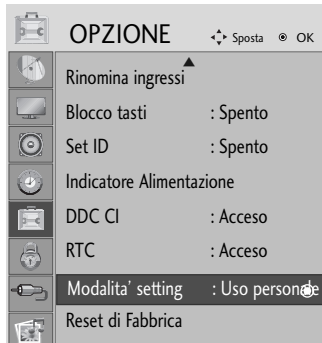 OPZIONE Sposta OK
Rinomina ingressi
Blocco tasti : Spento
Set ID : Spento
Indicatore Alimentazione
DDC CI : Acceso
RTC : Acceso
Modalita' setting : Uso personale
Reset di Fabbrica